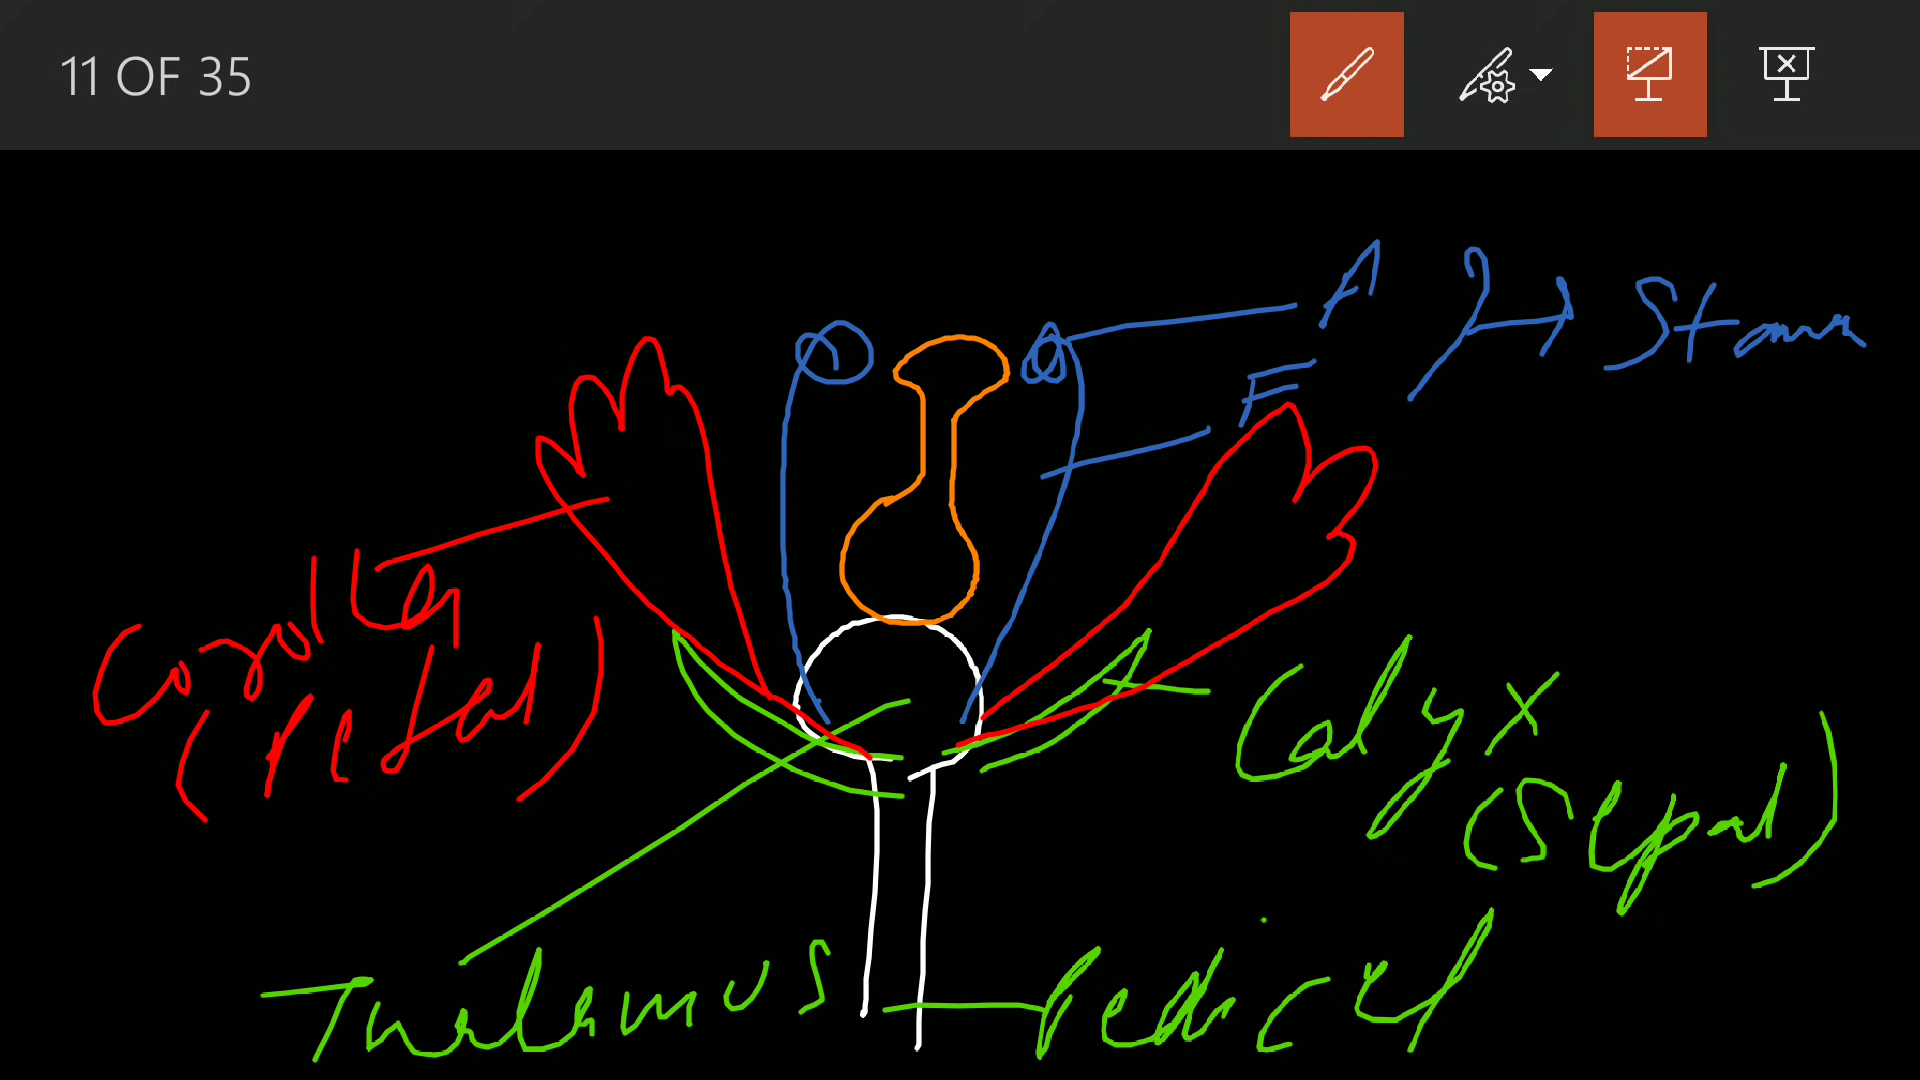 11 OF 35
A
F
Stamen
Corolla
(Petal)
Calyx
(Sepal)
Thalamus
Pedicel